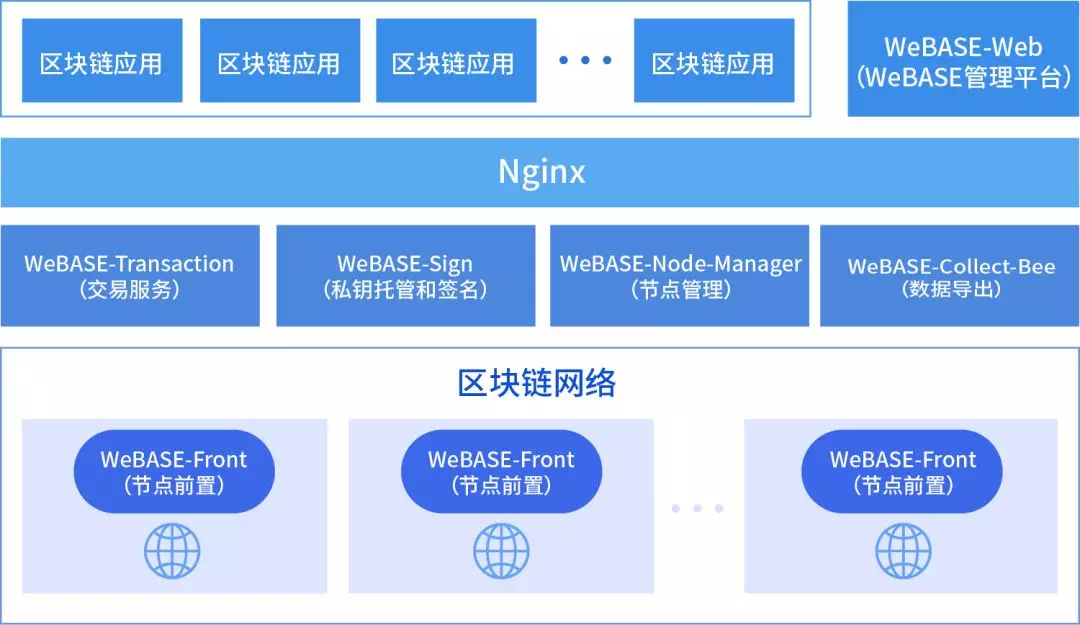 区块链应用
区块链应用
区块链应用
区块链应用
WeBASE-Web
(WeBASE管理平台)
Nginx
WeBASE-Transaction
(交易服务)
WeBASE-Sign
(私钥托管和签名)
WeBASE-Node-Manager
(节点管理)
WeBASE-Collect-Bee
(数据导出)
区块链网络
WeBASE-Front
(节点前置)
WeBASE-Front
(节点前置)
WeBASE-Front
(节点前置)